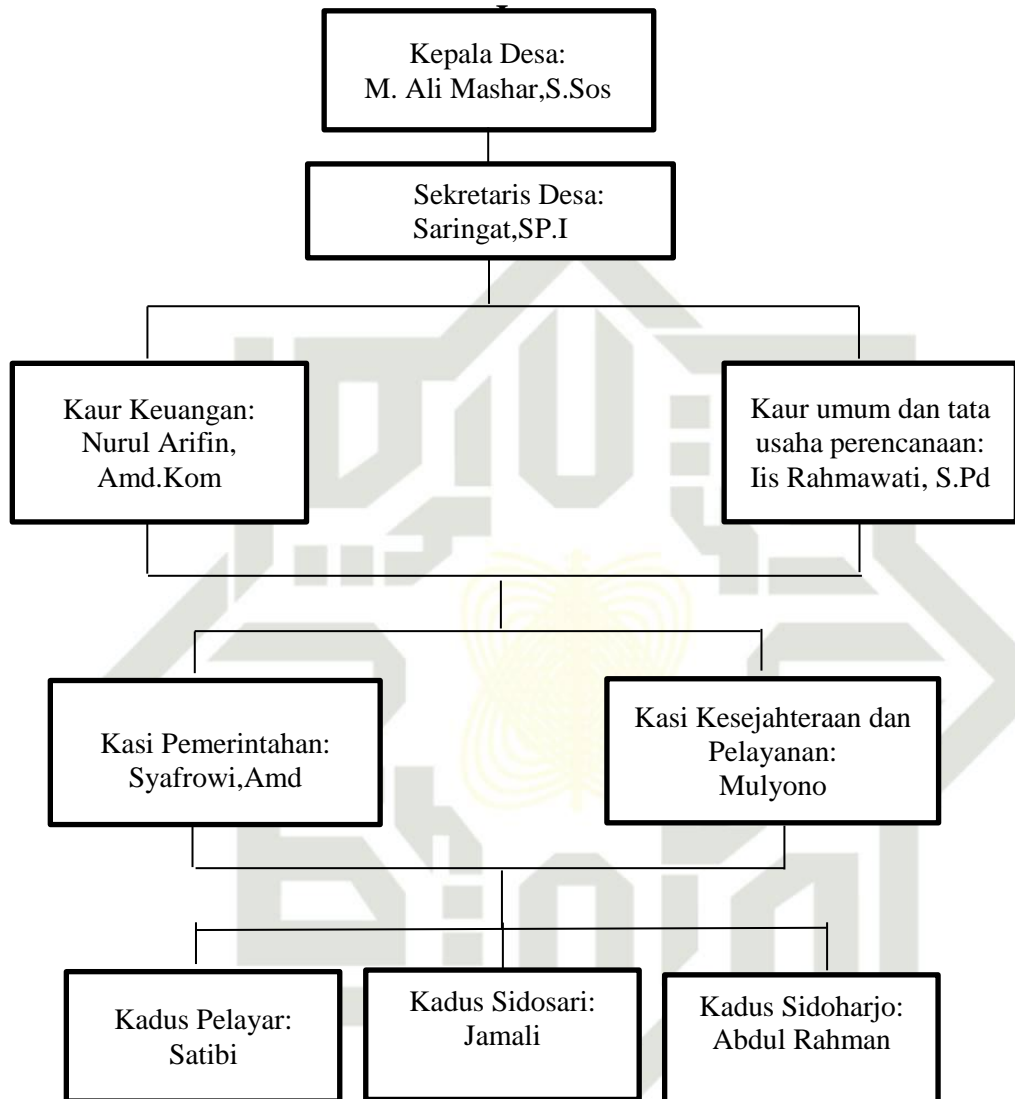 Kepala Desa:
M. Ali Mashar,S.Sos
Sekretaris Desa:
Saringat,SP.I
Kaur Keuangan:
Nurul Arifin,
Amd.Kom
Kaur umum dan tata
usaha perencanaan:
Iis Rahmawati, S.Pd
Kasi Pemerintahan:
Syafrowi,Amd
Kasi Kesejahteraan dan
Pelayanan:
Mulyono
Kadus Pelayar:
Satibi
Kadus Sidosari:
Jamali
Kadus Sidoharjo:
Abdul Rahman